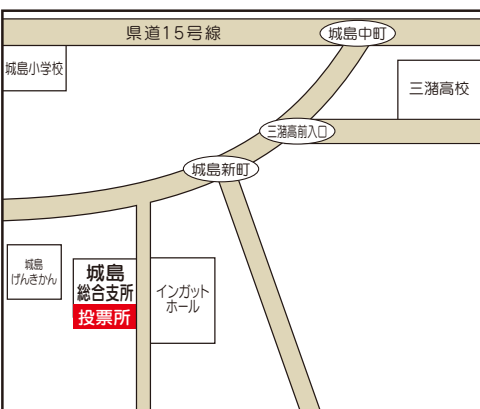 県道15号線
城島中町
城島小学校
三潴高校
三潴高前入口
城島新町
城島
げんきかん
城島
総合支所
投票所
インガット
ホール